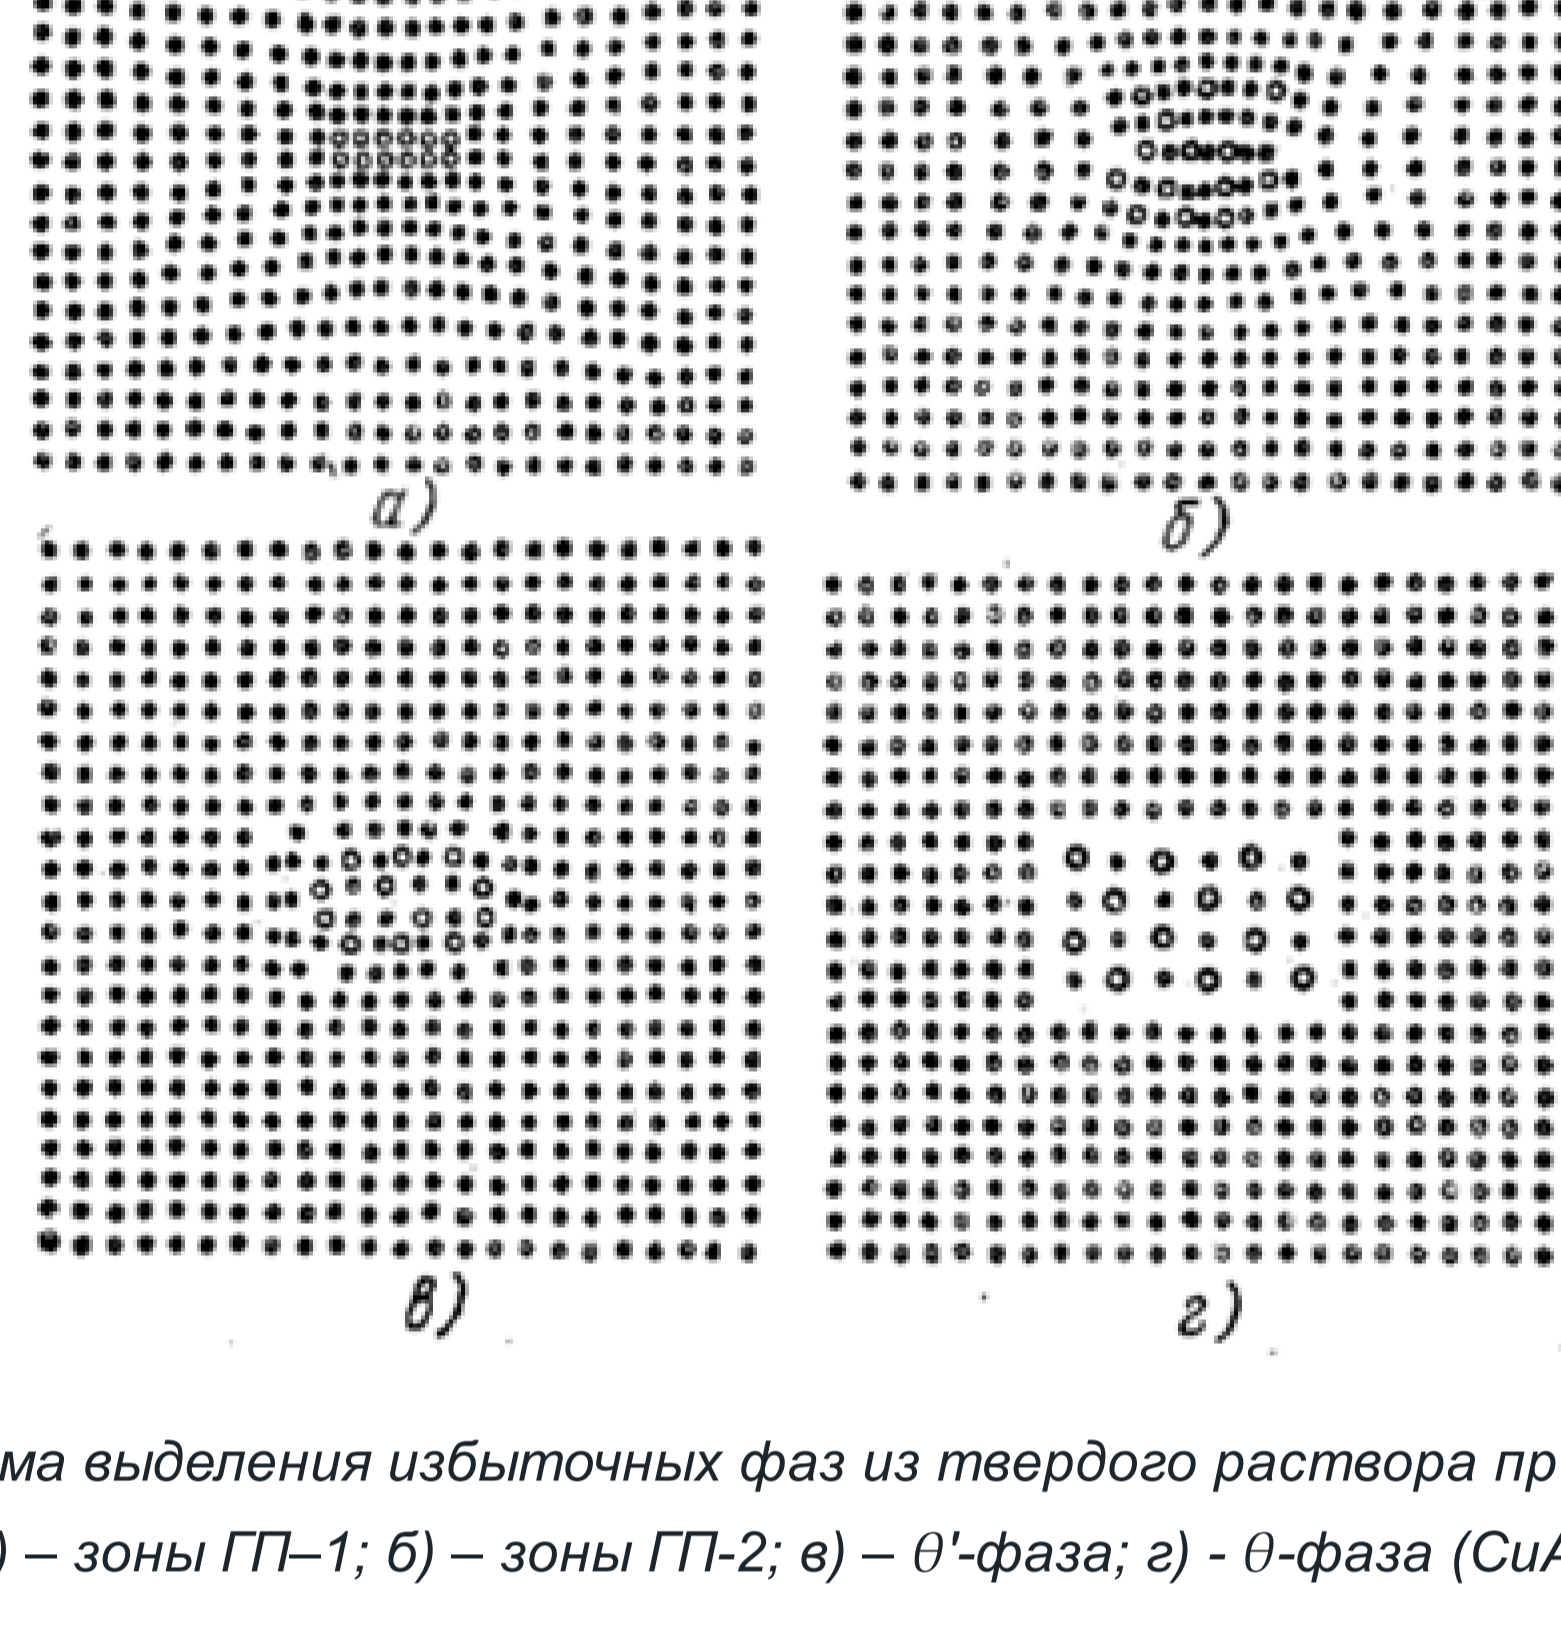 а)
б)
в)
г)
ма выделения избыточных фаз из твердого раствора пр
) – зоны ГП–1; б) – зоны ГП-2; в) – θ'-фаза; г) - θ-фаза (CuA